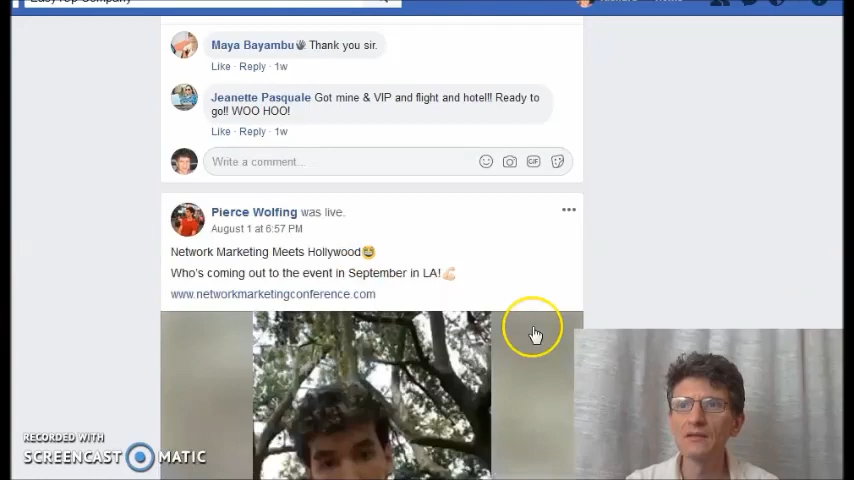 Maya Bayambu Thank you sir.
Like · Reply · 1w
Jeanette Pasquale Got mine & VIP and flight and hotel!! Ready to
go!! WOO HOO!
Like · Reply · 1w
Write a comment...
GIF
Pierce Wolfing was live.
August 1 at 6:57 PM
Network Marketing Meets Hollywood
Who's coming out to the event in September in LA!
www.networkmarketingconference.com
RECORDED WITH
SCREENCAST MATIC